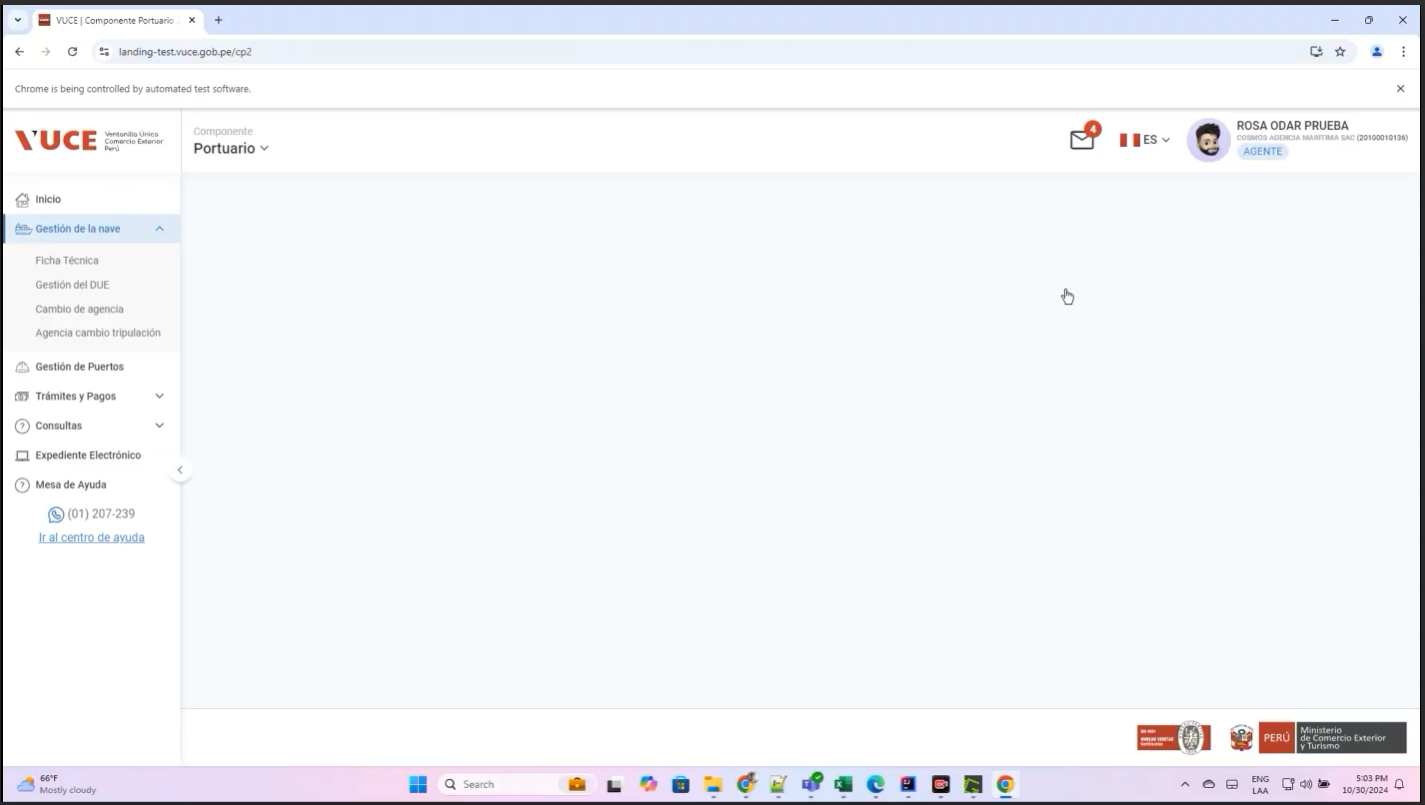 VUCE | Componente Portuario
landing-test.vuce.gob.pe/cp2
Chrome is being controlled by automated test software.
VUCE
Ventanilla Única
Comercio Exterior
Perú
Componente
Portuario
4
ES
ROSA ODAR PRUEBA
COSMOS AGENCIA MARITIMA SAC (20100010136)
AGENTE
Inicio
Gestión de la nave
Ficha Técnica
Gestión del DUE
Cambio de agencia
Agencia cambio tripulación
Gestión de Puertos
Trámites y Pagos
Consultas
Expediente Electrónico
Mesa de Ayuda
(01) 207-239
Ir al centro de ayuda
BUREAU VERITAS
PERÚ
Ministerio
de Comercio Exterior
y Turismo
66°F
Mostly cloudy
Search
ENG
LAA
5:03 PM
10/30/2024